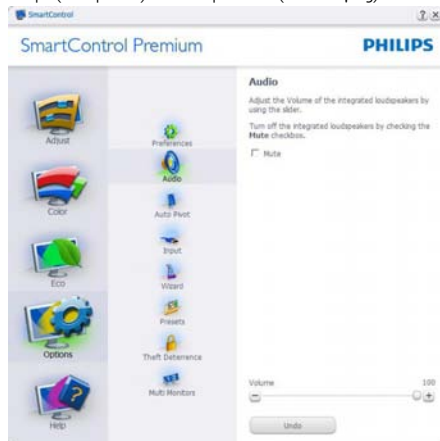 SmartControl
SmartControl Premium
PHILIPS
Adjust
Color
Eco
Options
Help
Preferences
Audio
Auto Pivot
Input
Wizard
Presets
Theft Deterrence
Multi Monitors
Audio
Adjust the Volume of the integrated loudspeakers by
using the slider.
Turn off the integrated loudspeakers by checking the
Mute checkbox.
Mute
Volume
100
Undo